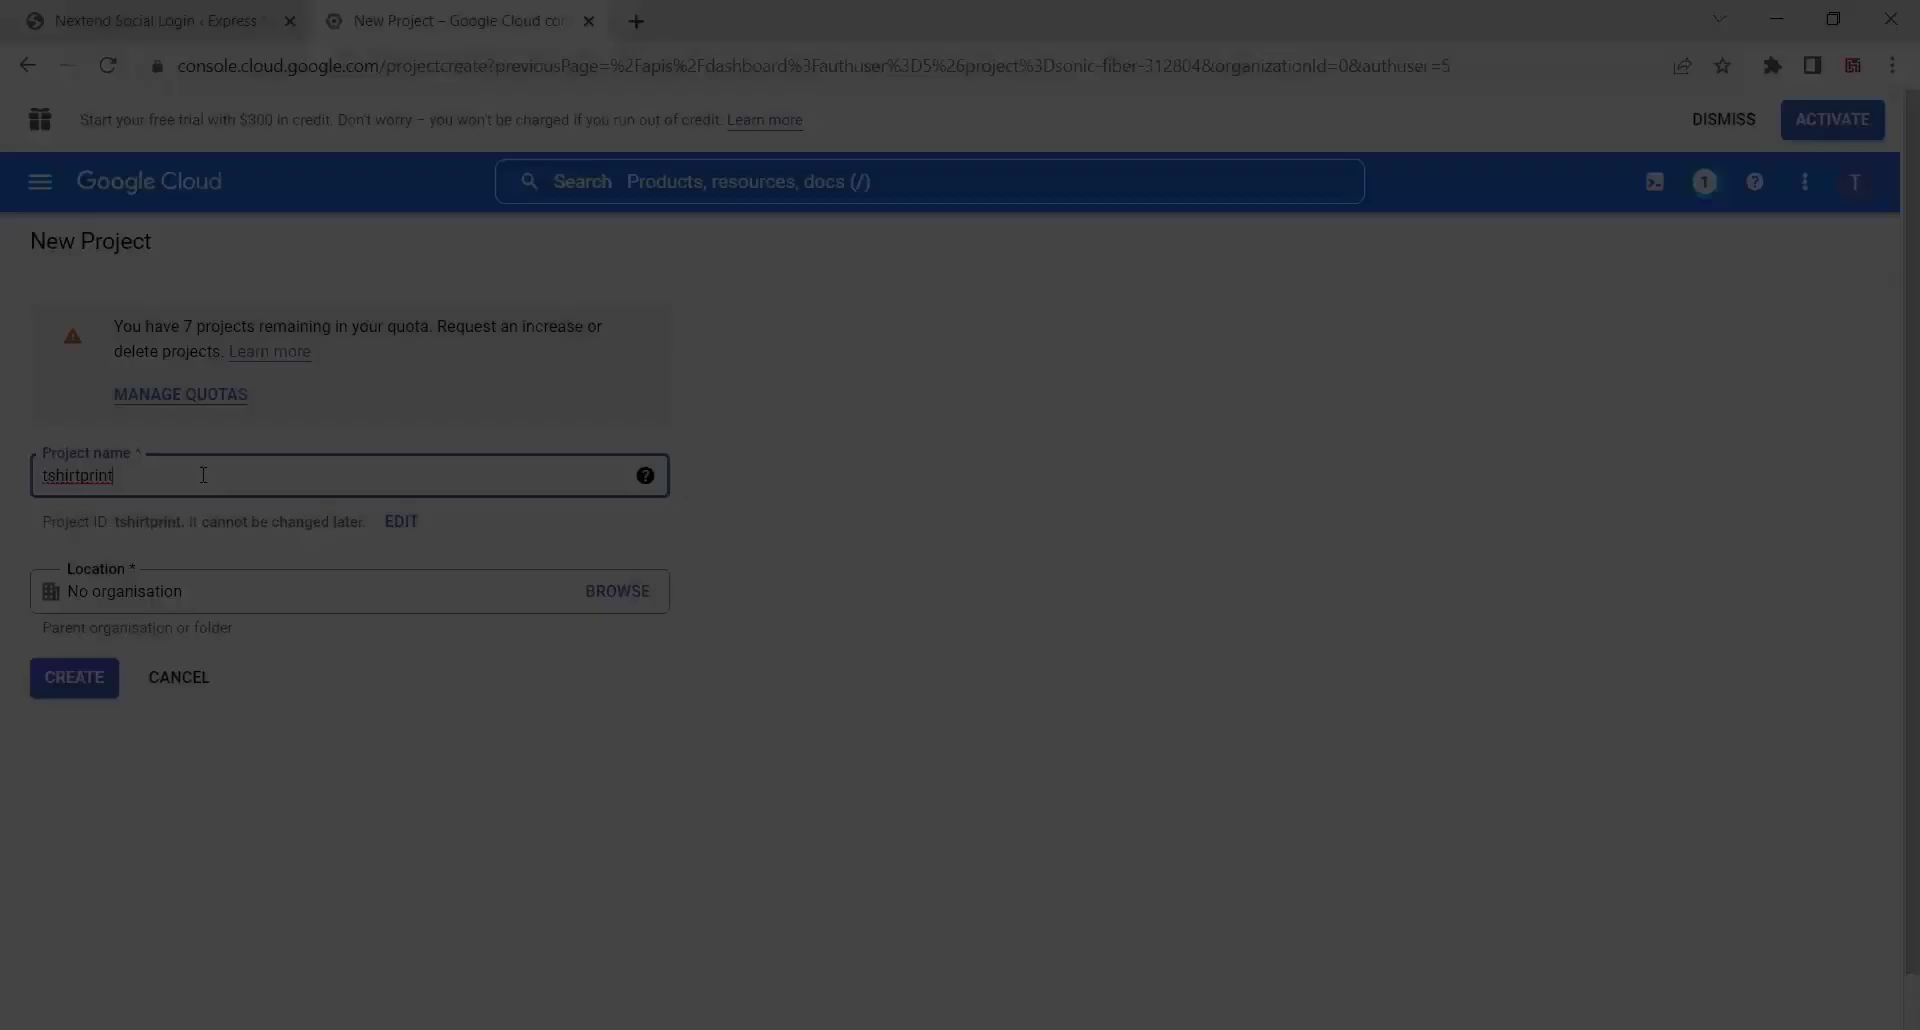 Nextend Social Login ‹ Express
New Project – Google Cloud con
console.cloud.google.com/projectcreate?previousPage=%2Fapis%2Fdashboard%3Fauthuser%3D5%26project%3Dsonic-fiber-312804&organizationId=0&authuser=5
Start your free trial with $300 in credit. Don't worry – you won't be charged if you run out of credit. Learn more
DISMISS
ACTIVATE
Google Cloud
Search Products, resources, docs (/)
1
T
New Project
You have 7 projects remaining in your quota. Request an increase or
delete projects. Learn more
MANAGE QUOTAS
Project name *
tshirtprint
Project ID tshirtprint. It cannot be changed later. EDIT
Location *
No organisation
BROWSE
Parent organisation or folder
CREATE
CANCEL